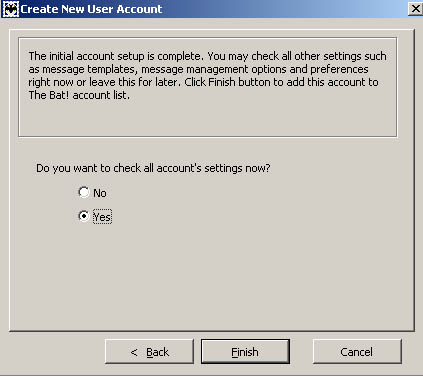 Create New User Account
The initial account setup is complete. You may check all other settings such
as message templates, message management options and preferences
right now or leave this for later. Click Finish button to add this account to
The Bat! account list.
Do you want to check all account's settings now?
No
Yes
< Back
Finish
Cancel